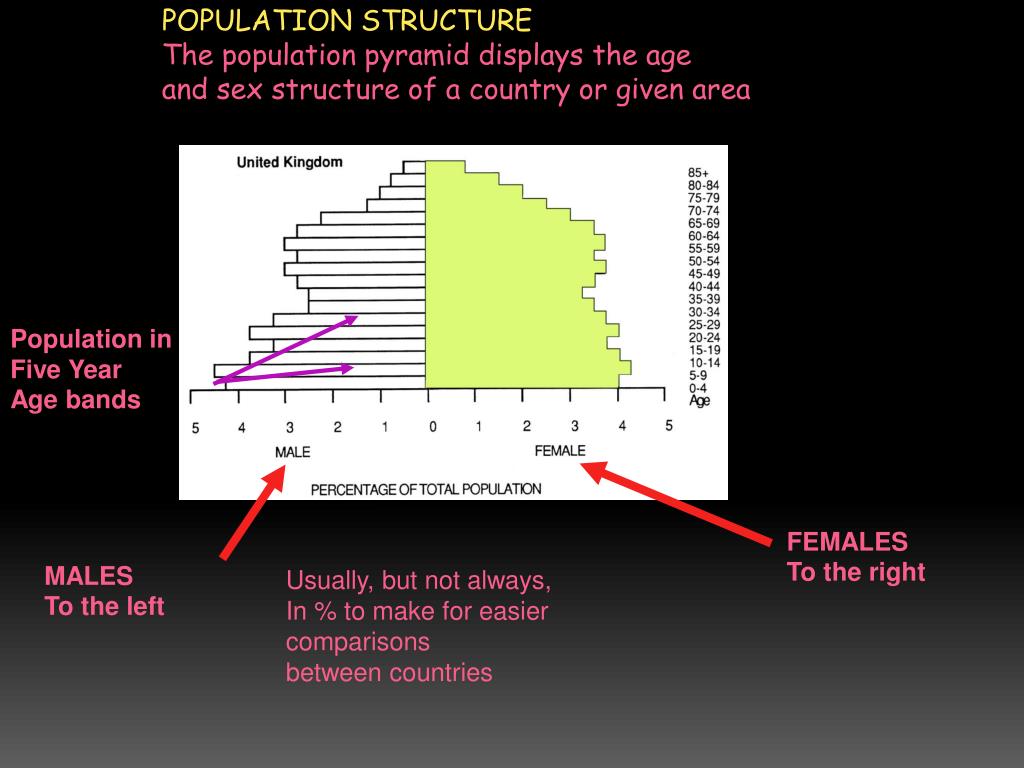 POPULATION STRUCTURE
The population pyramid displays the age
and sex structure of a country or given area
United Kingdom
85+
80-84
75-79
70-74
65-69
60-64
55-59
50-54
45-49
40-44
35-39
30-34
25-29
20-24
15-19
10-14
5-9
0-4
Age
Population in
Five Year
Age bands
5 4 3 2 1 0 1 2 3 4 5
MALE FEMALE
PERCENTAGE OF TOTAL POPULATION
MALES
To the left
Usually, but not always,
In % to make for easier
comparisons
between countries
FEMALES
To the right